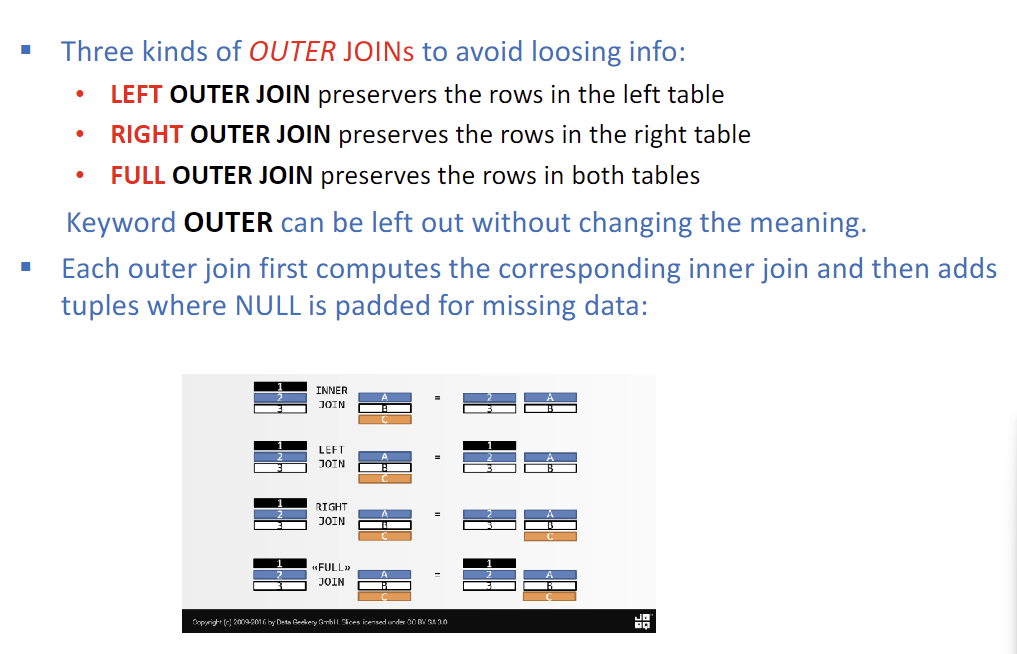 Three kinds of OUTER JOINs to avoid loosing info:
LEFT OUTER JOIN preservers the rows in the left table
RIGHT OUTER JOIN preserves the rows in the right table
FULL OUTER JOIN preserves the rows in both tables
Keyword OUTER can be left out without changing the meaning.
Each outer join first computes the corresponding inner join and then adds
tuples where NULL is padded for missing data:
1 INNER
2 A = 2 A
3 JOIN B 3 B
C
1 LEFT 1
2 A = 2 A
3 JOIN B 3 B
C
1 RIGHT
2 A = 2 A
3 JOIN B 3 B
C C
1 «FULL» 1
2 A = 2 A
3 JOIN B 3 B
C C
Copyright (c) 2009-2016 by Data Geekery GmbH. Slices licensed under CC BY SA 3.0